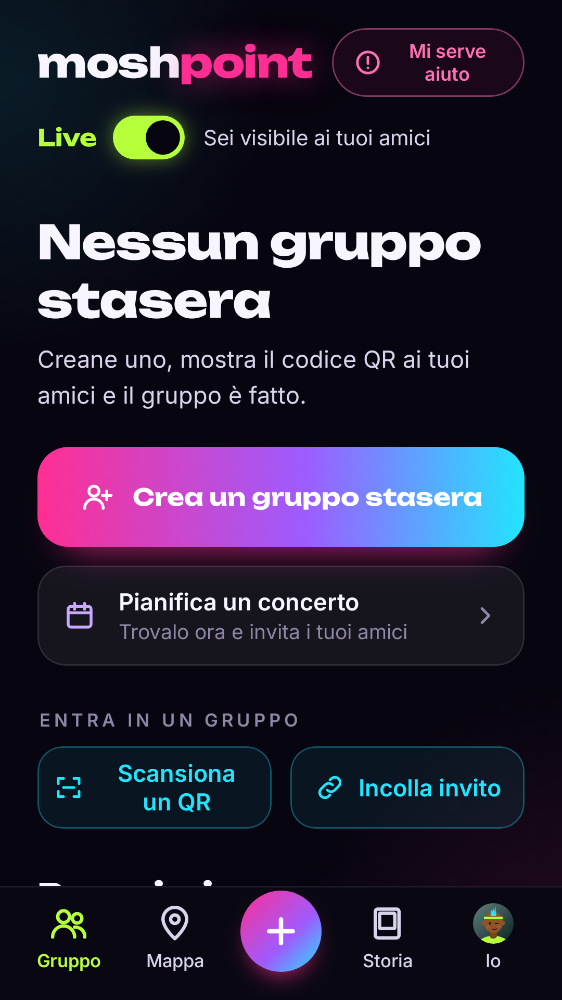 moshpoint
Mi serve
aiuto
Live
Sei visibile ai tuoi amici
Nessun gruppo
stasera
Creane uno, mostra il codice QR ai tuoi
amici e il gruppo è fatto.
Crea un gruppo stasera
Pianifica un concerto
Trovalo ora e invita i tuoi amici
ENTRA IN UN GRUPPO
Scansiona
un QR
Incolla invito
Gruppo
Mappa
Storia
Io